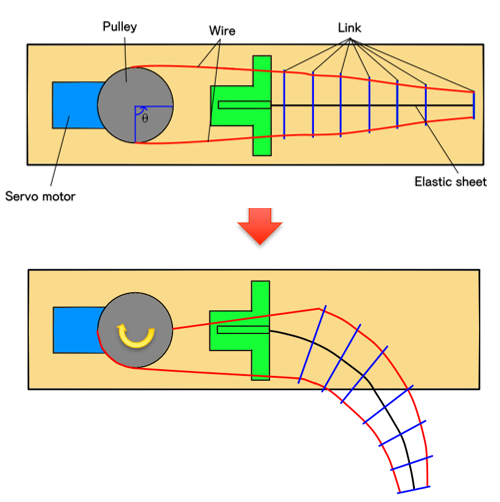 Pulley
Wire
Link
θ
Elastic sheet
Servo motor